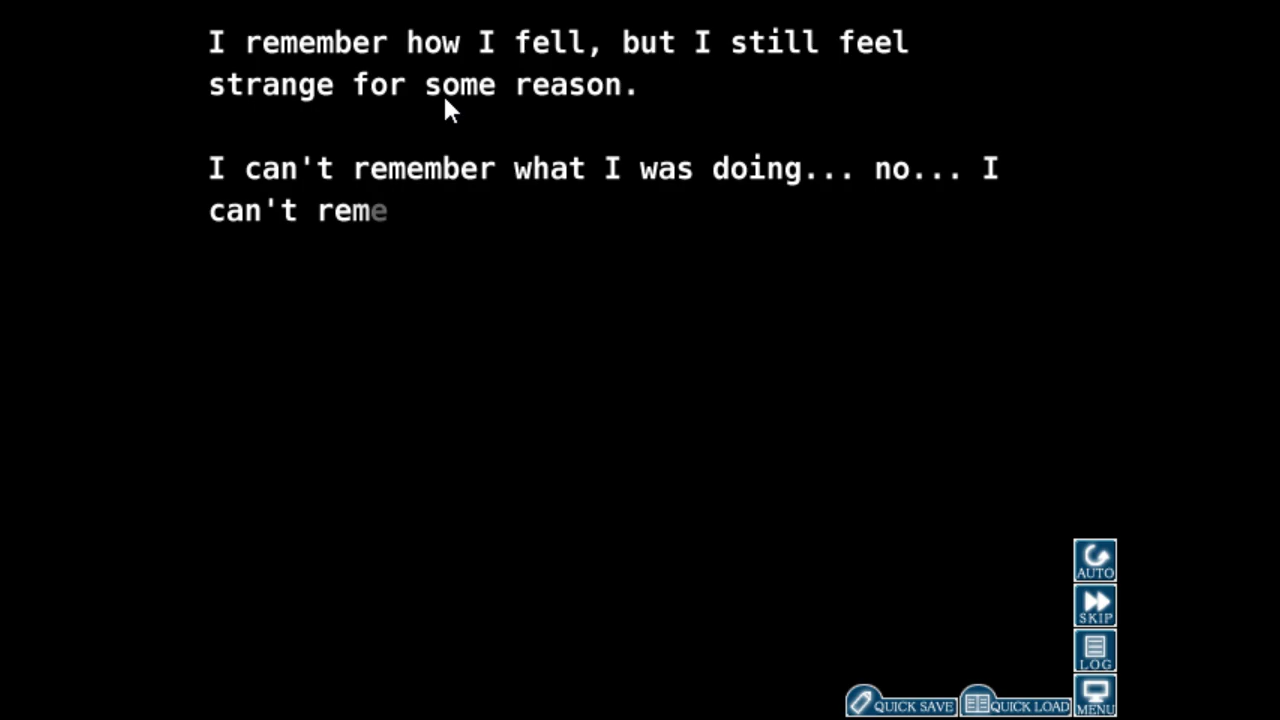 I remember how I fell, but I still feel
strange for some reason.
I can't remember what I was doing... no... I
can't reme
AUTO
SKIP
LOG
QUICK SAVE
QUICK LOAD
MENU